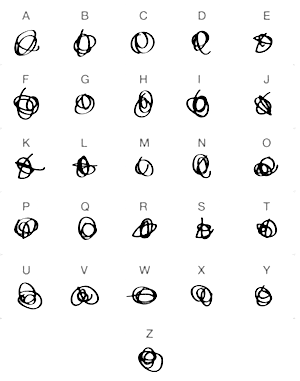 A B C D E
F G H I J
K L M N O
P Q R S T
U V W X Y
Z